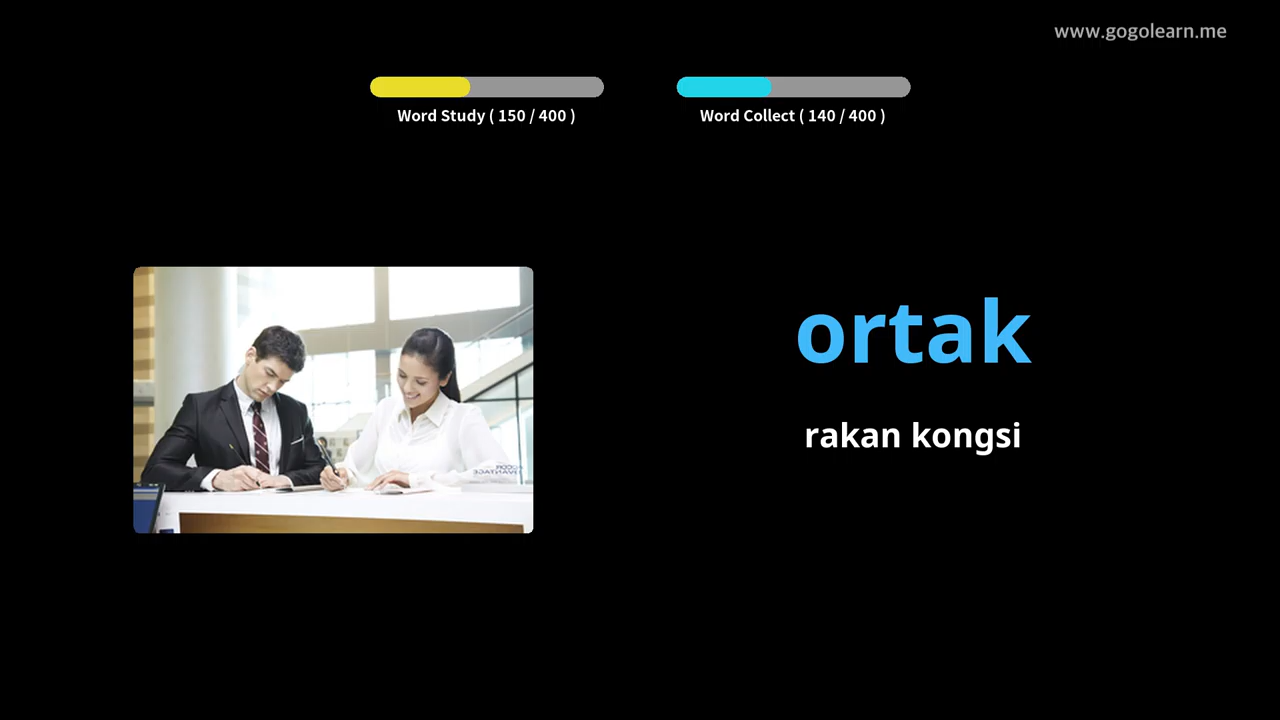 www.gogolearn.me
Word Study ( 150 / 400 )
Word Collect ( 140 / 400 )
ortak
rakan kongsi